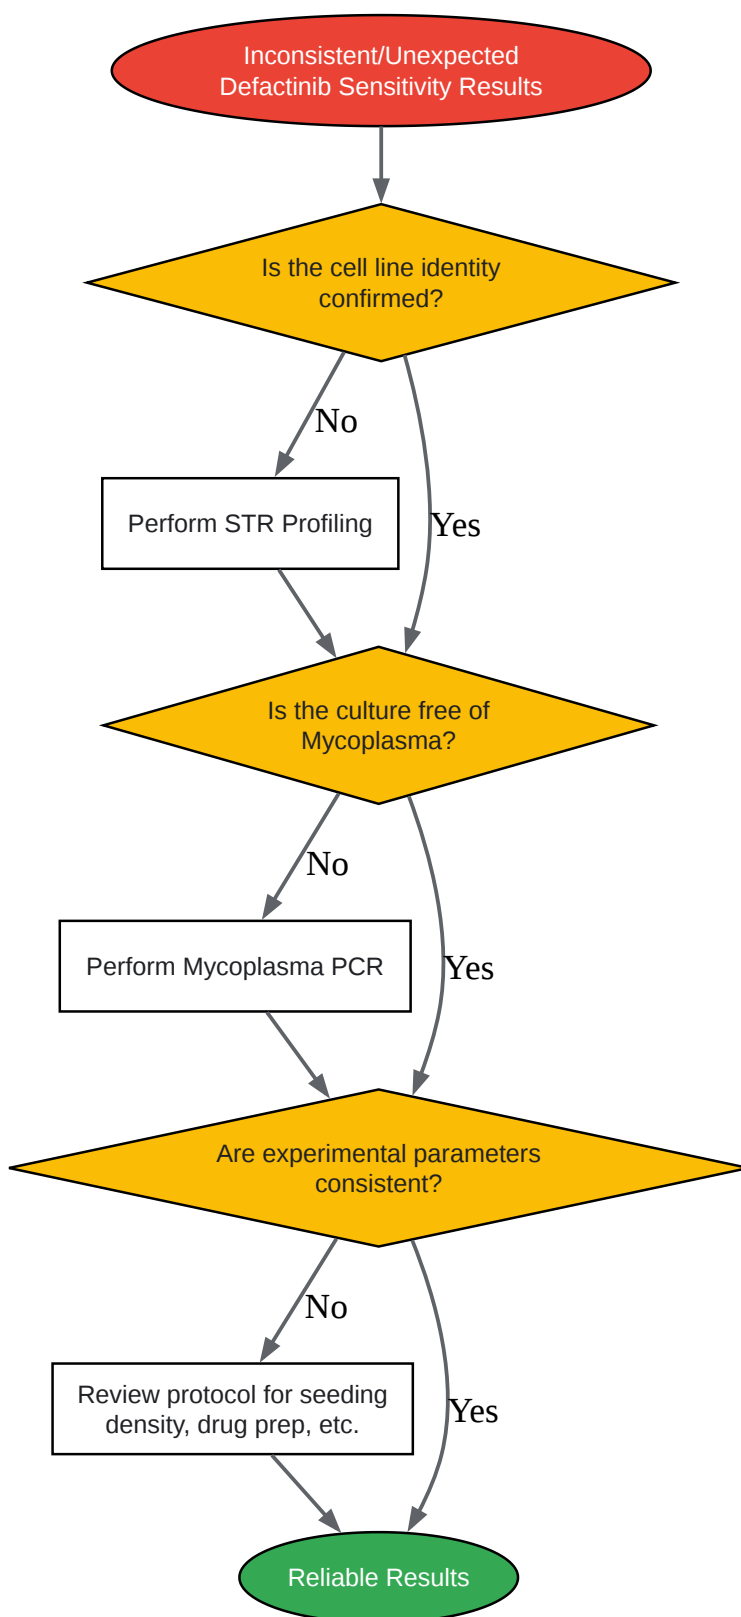 Inconsistent/Unexpected
Defactinib Sensitivity Results
Is the cell line identity
confirmed?
No
Perform STR Profiling
Yes
Is the culture free of
Mycoplasma?
No
Perform Mycoplasma PCR
Yes
Are experimental parameters
consistent?
No
Review protocol for seeding
density, drug prep, etc.
Yes
Reliable Results